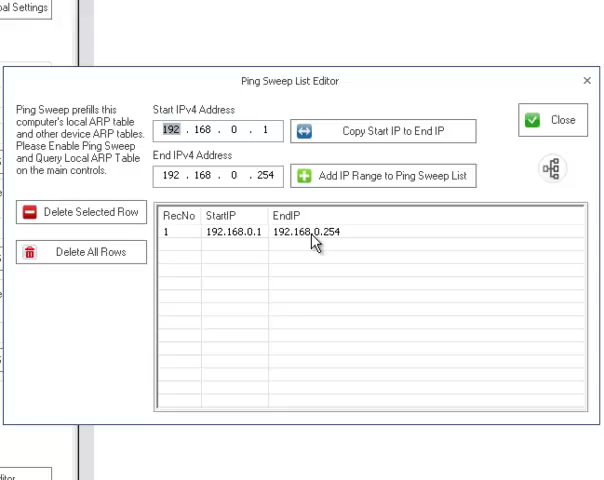 oal Settings
Ping Sweep List Editor
Ping Sweep prefills this
computer's local ARP table
and other device ARP tables.
Please Enable Ping Sweep
and Query Local ARP Table
on the main controls.
Start IPv4 Address
192 . 168 . 0 . 1
Copy Start IP to End IP
Close
End IPv4 Address
192 . 168 . 0 . 254
Add IP Range to Ping Sweep List
Delete Selected Row
Delete All Rows
RecNo StartIP EndIP
1 192.168.0.1 192.168.0.254
ditor